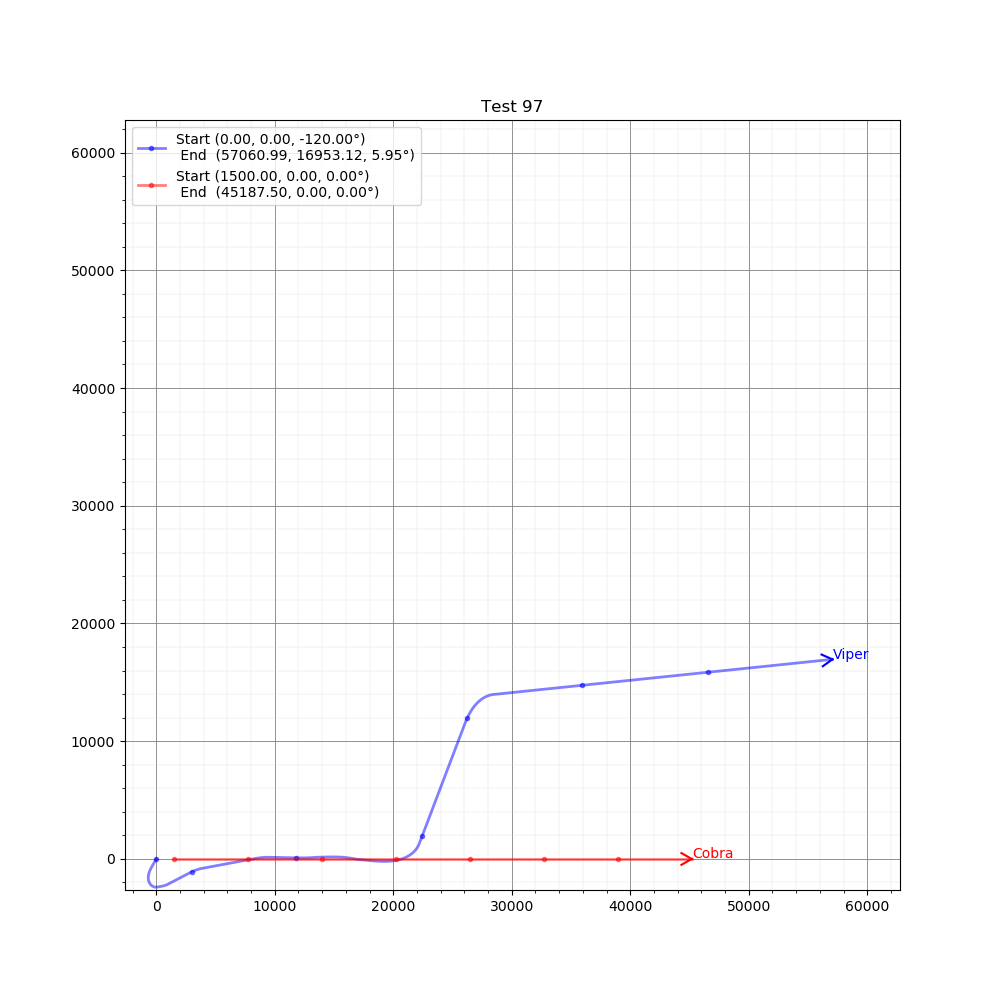 Test 97
Start (0.00, 0.00, -120.00°)
End (57060.99, 16953.12, 5.95°)
Start (1500.00, 0.00, 0.00°)
End (45187.50, 0.00, 0.00°)
60000
50000
40000
30000
20000
10000
0
Viper
Cobra
0
10000
20000
30000
40000
50000
60000